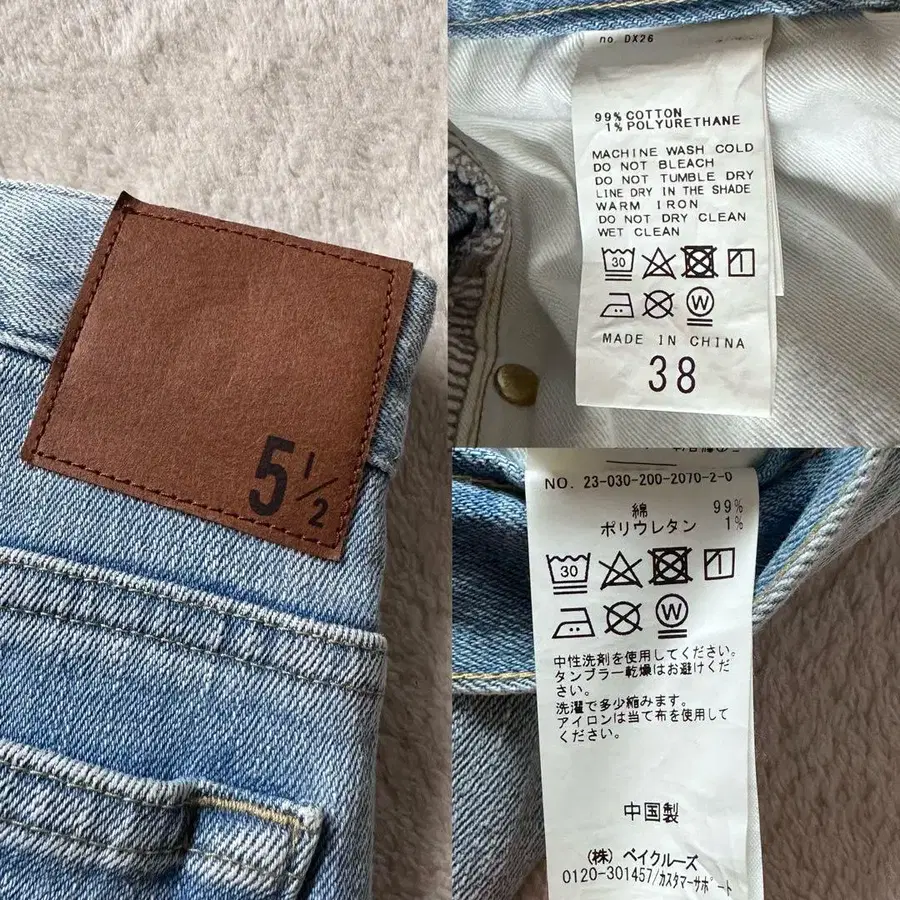 5 1/2
no. DX26
99% COTTON
1% POLYURETHANE
MACHINE WASH COLD
DO NOT BLEACH
DO NOT TUMBLE DRY
LINE DRY IN THE SHADE
WARM IRON
DO NOT DRY CLEAN
WET CLEAN
30
W
MADE IN CHINA
38
NO. 23-030-200-2070-2-0
綿 99%
ポリウレタン 1%
30
W
中性洗剤を使用してください。
タンブラー乾燥はお避けくだ
さい。
洗濯で多少縮みます。
アイロンは当て布を使用して
ください。
中国製
(株) ベイクルーズ
0120-301457/カスタマーサポート